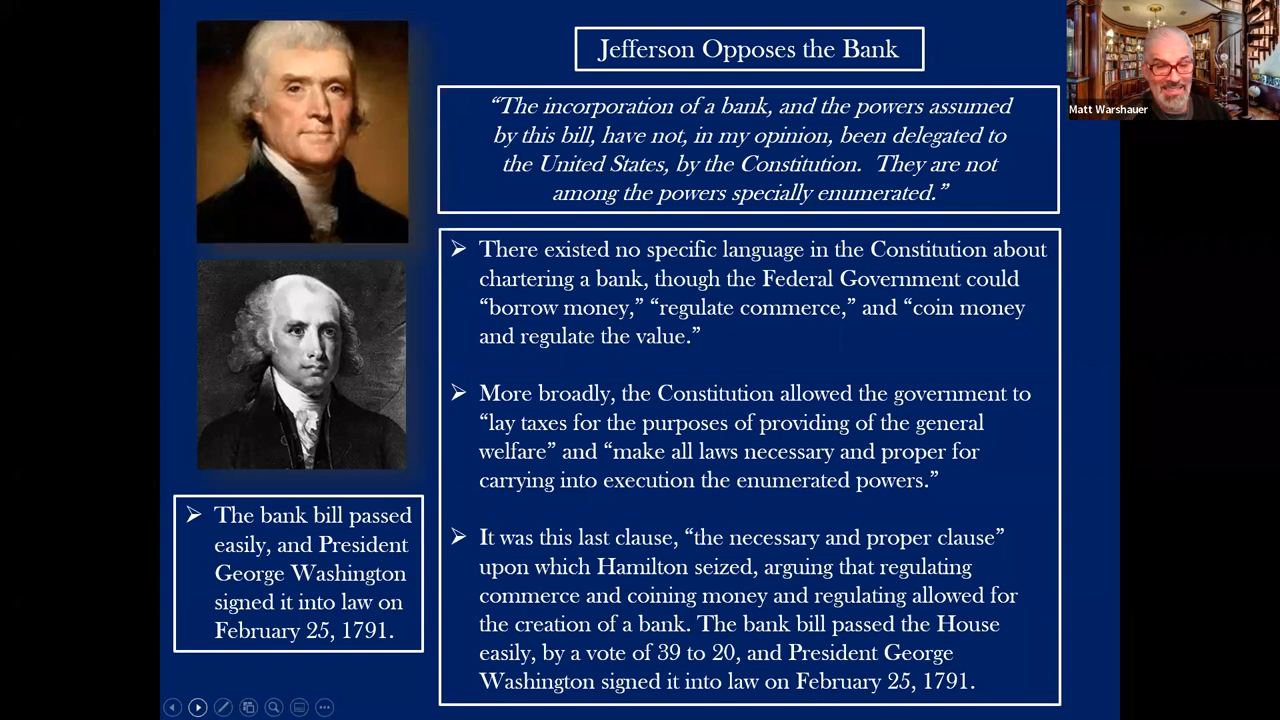 Jefferson Opposes the Bank
“The incorporation of a bank, and the powers assumed
by this bill, have not, in my opinion, been delegated to
the United States, by the Constitution. They are not
among the powers specially enumerated.”
➢ There existed no specific language in the Constitution about
chartering a bank, though the Federal Government could
“borrow money,” “regulate commerce,” and “coin money
and regulate the value.”
➢ More broadly, the Constitution allowed the government to
“lay taxes for the purposes of providing of the general
welfare” and “make all laws necessary and proper for
carrying into execution the enumerated powers.”
➢ It was this last clause, “the necessary and proper clause”
upon which Hamilton seized, arguing that regulating
commerce and coining money and regulating allowed for
the creation of a bank. The bank bill passed the House
easily, by a vote of 39 to 20, and President George
Washington signed it into law on February 25, 1791.
➢ The bank bill passed
easily, and President
George Washington
signed it into law on
February 25, 1791.
Matt Warshauer